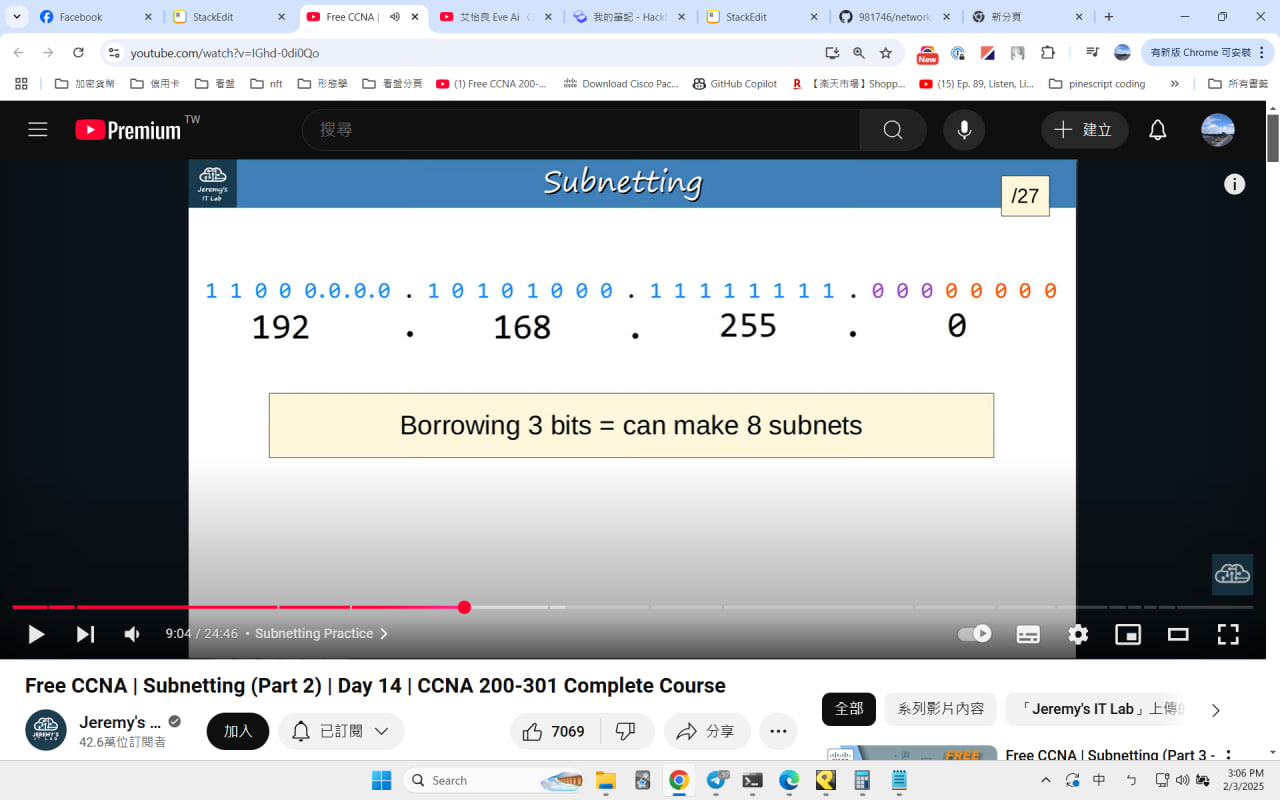 Facebook
StackEdit
Free CCNA |
艾怡良 Eve Ai
我的筆記 - Hack
StackEdit
981746/network
新分頁
youtube.com/watch?v=IGhd-0di0Qo
New
有新版 Chrome 可安裝
加密貨幣
信用卡
看盤
nft
形態學
看盤分頁
(1) Free CCNA 200-...
Download Cisco Pac...
GitHub Copilot
【楽天市場】Shopp...
(15) Ep. 89, Listen, Li...
pinescript coding
所有書籤
Premium TW
搜尋
建立
Jeremy's
IT Lab
Subnetting
/27
1 1 0 0 0.0.0.0 . 1 0 1 0 1 0 0 0 . 1 1 1 1 1 1 1 1 . 0 0 0 0 0 0 0 0
192 . 168 . 255 . 0
Borrowing 3 bits = can make 8 subnets
9:04 / 24:46 • Subnetting Practice
Free CCNA | Subnetting (Part 2) | Day 14 | CCNA 200-301 Complete Course
Jeremy's ...
42.6萬位訂閱者
加入
已訂閱
7069
分享
全部
系列影片內容
「Jeremy's IT Lab」上傳的
FREE
Free CCNA | Subnetting (Part 3 -
Search
97
中
3:06 PM
2/3/2025